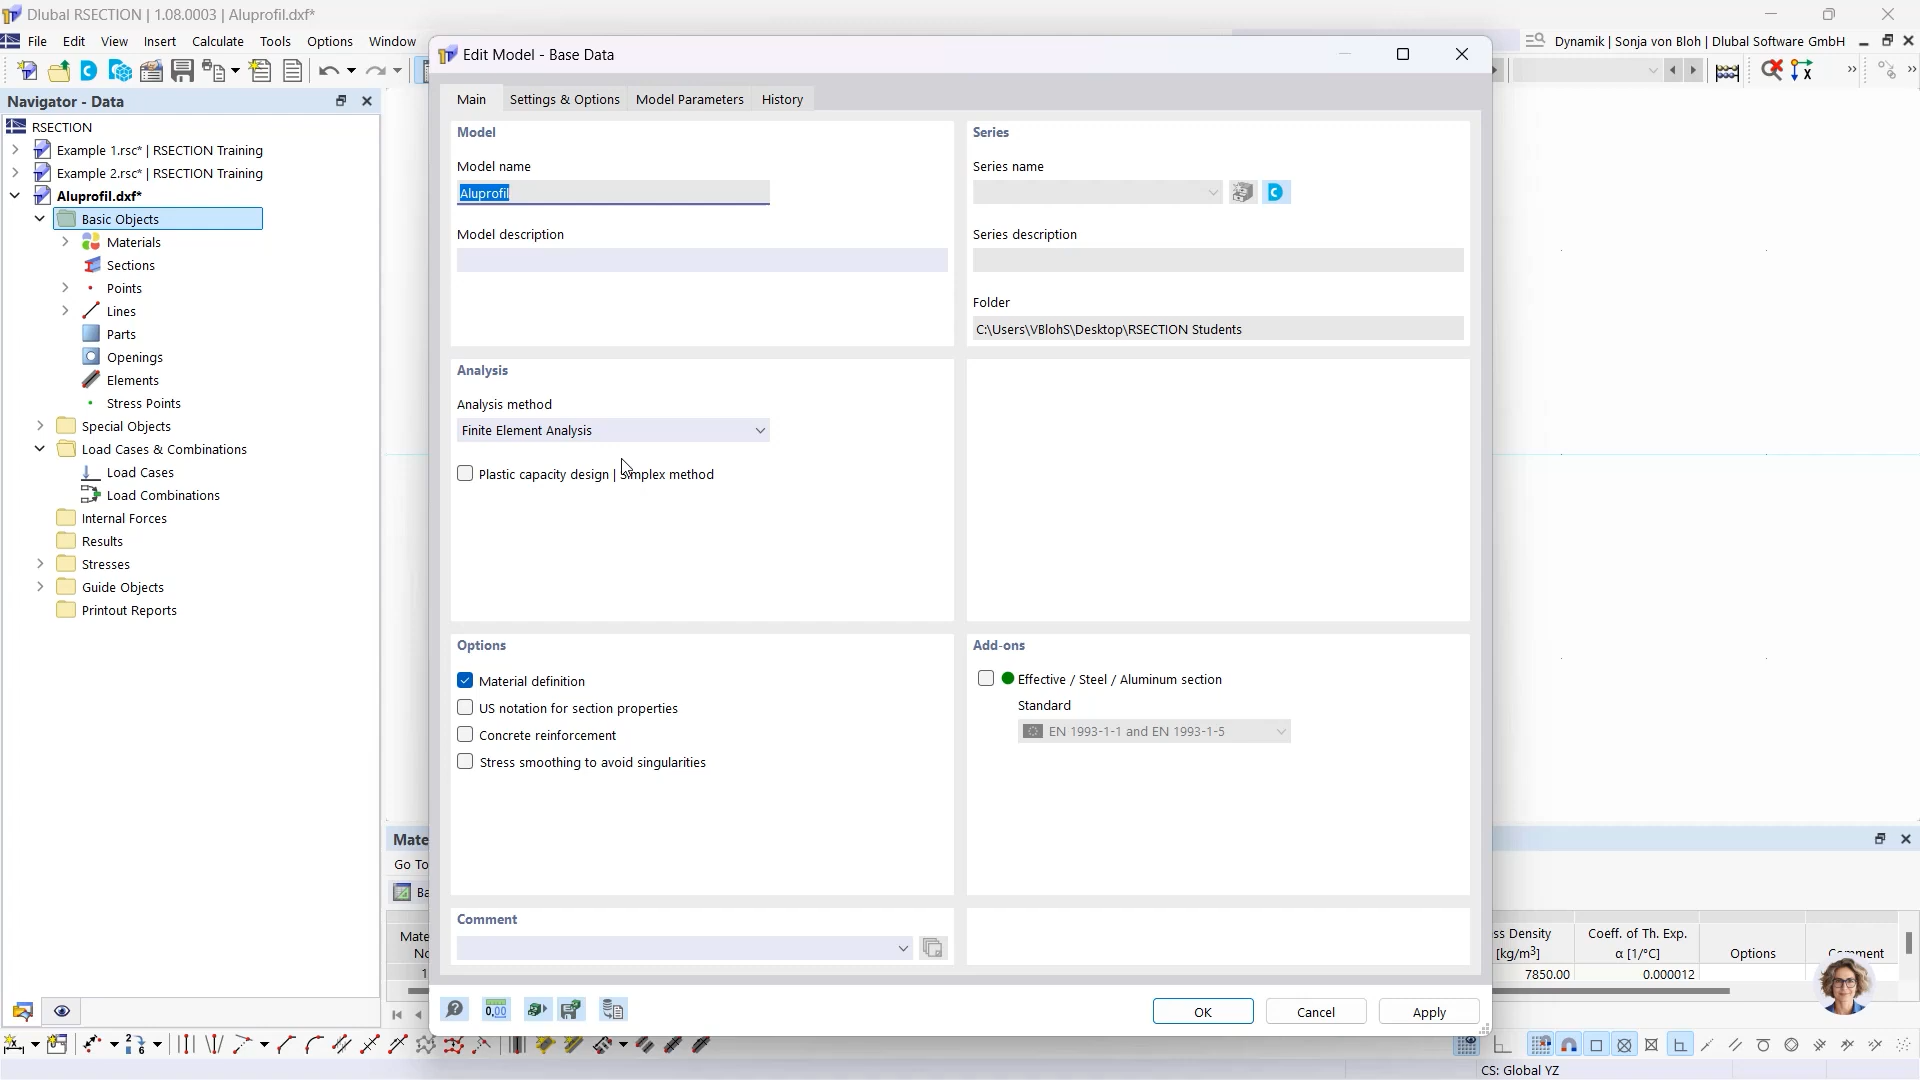 Dlubal RSECTION | 1.08.0003 | Aluprofil.dxf*
File Edit View Insert Calculate Tools Options Window
Dynamik | Sonja von Bloh | Dlubal Software GmbH
Navigator - Data
RSECTION
Example 1.rsc* | RSECTION Training
Example 2.rsc* | RSECTION Training
Aluprofil.dxf*
Basic Objects
Materials
Sections
Points
Lines
Parts
Openings
Elements
Stress Points
Special Objects
Load Cases & Combinations
Load Cases
Load Combinations
Internal Forces
Results
Stresses
Guide Objects
Printout Reports
Edit Model - Base Data
Main Settings & Options Model Parameters History
Model
Model name
Aluprofil
Model description
Series
Series name
Series description
Folder
C:\Users\VBlohS\Desktop\RSECTION Students
Analysis
Analysis method
Finite Element Analysis
Plastic capacity design | Simplex method
Options
Material definition
US notation for section properties
Concrete reinforcement
Stress smoothing to avoid singularities
Add-ons
Effective / Steel / Aluminum section
Standard
EN 1993-1-1 and EN 1993-1-5
Comment
OK Cancel Apply
Mate
Go To
Ba
Mate
No
1
ss Density
[kg/m³]
7850.00
Coeff. of Th. Exp.
α [1/°C]
0.000012
Options
CS: Global YZ